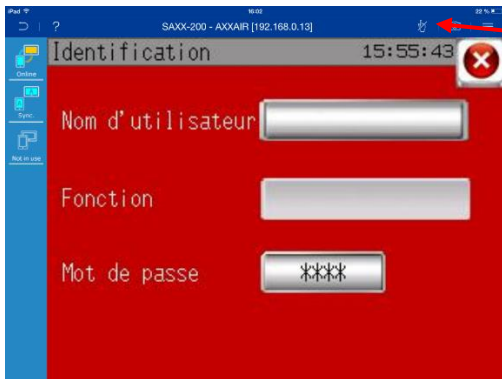 iPad 16:02 22 %
? SAXX-200 - AXXAIR [192.168.0.13]
Identification 15:55:43
Online
Sync.
Not in use
Nom d'utilisateur
Fonction
Mot de passe ****